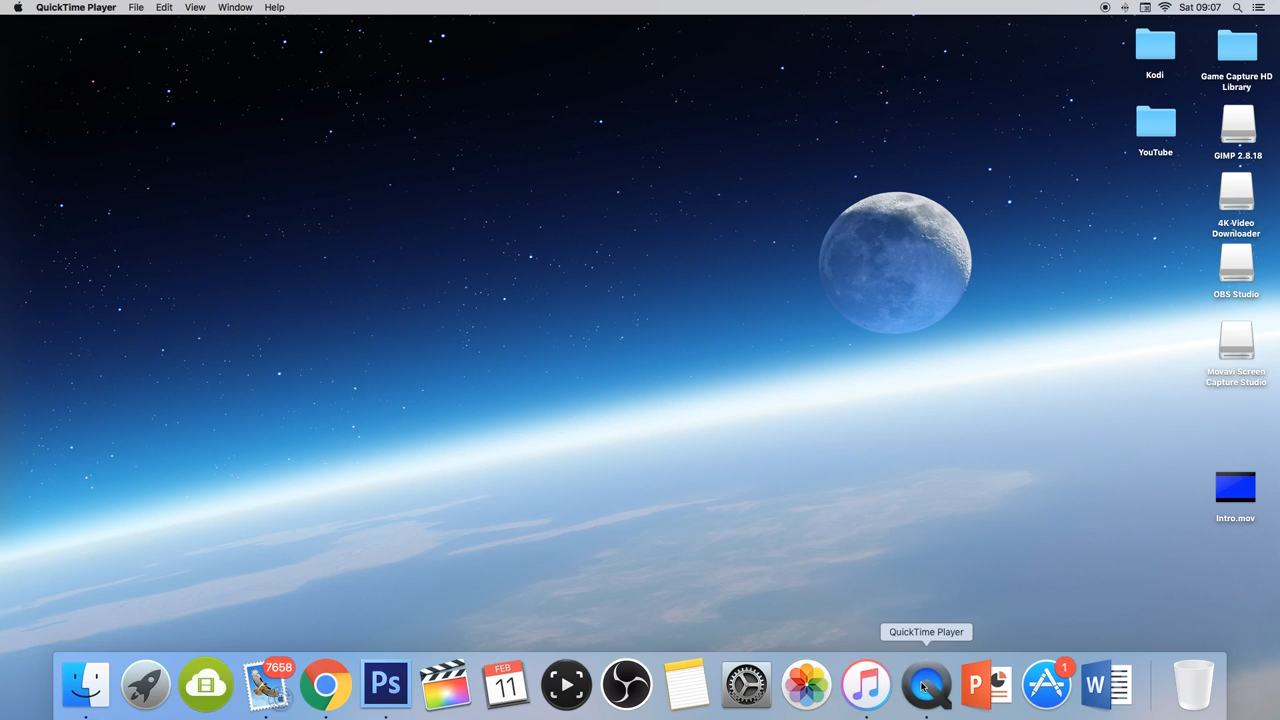 QuickTime Player File Edit View Window Help Sat 09:07
Kodi
Game Capture HD
Library
YouTube
GIMP 2.8.18
4K Video
Downloader
OBS Studio
Movavi Screen
Capture Studio
Intro.mov
QuickTime Player
7658
Ps
FEB
11
P
1
W